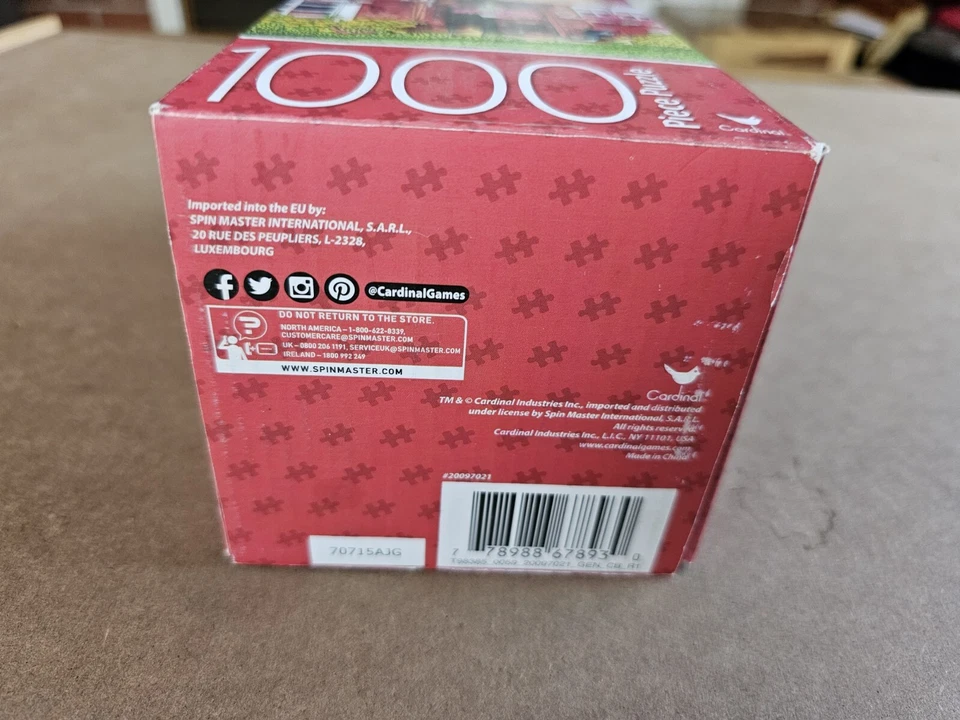 1000
Piece Puzzle
Cardinal
Imported into the EU by:
SPIN MASTER INTERNATIONAL, S.A.R.L.,
20 RUE DES PEUPLIERS, L-2328,
LUXEMBOURG
@CardinalGames
DO NOT RETURN TO THE STORE.
NORTH AMERICA – 1-800-622-8339,
CUSTOMERCARE@SPINMASTER.COM
UK – 0800 206 1191, SERVICEUK@SPINMASTER.COM
IRELAND – 1800 992 249
WWW.SPINMASTER.COM
Cardinal
TM & © Cardinal Industries Inc., imported and distributed
under license by Spin Master International, S.A.R.L.
All rights reserved.
Cardinal Industries Inc., L.I.C., NY 11101, USA
www.cardinalgames.com
Made in China
#20097021
70715AJG
7 78988 67893 0